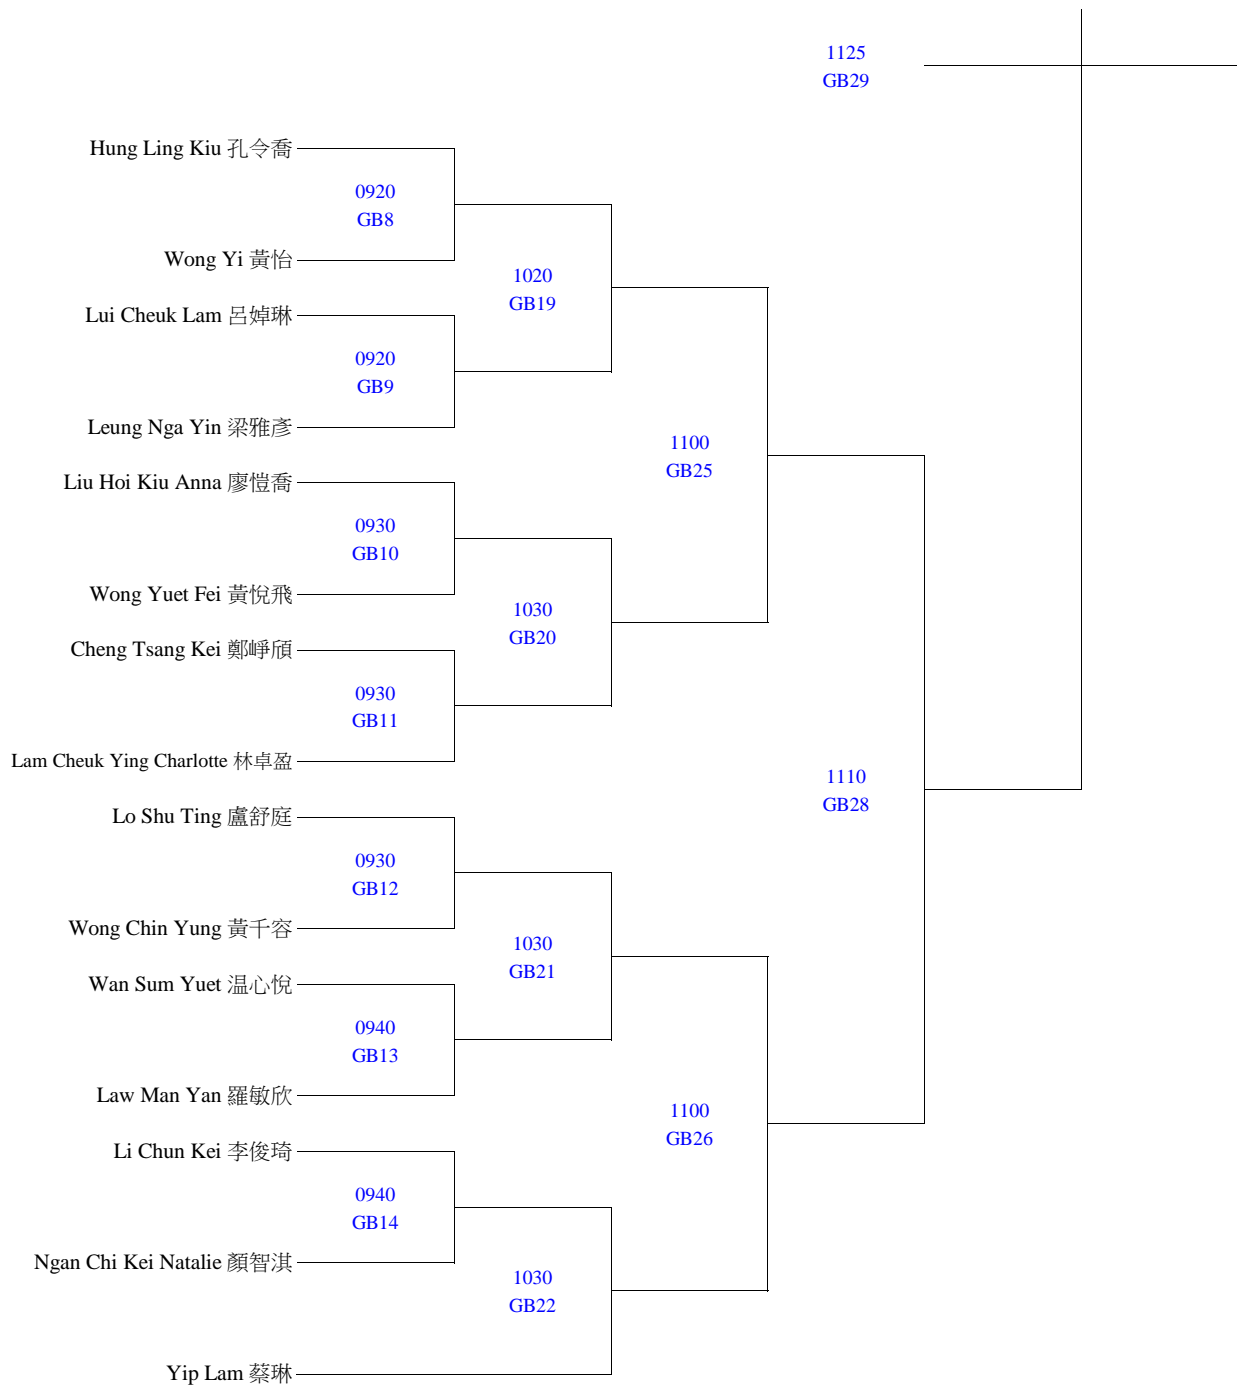 1125
GB29
Hung Ling Kiu 孔令喬
0920
GB8
Wong Yi 黃怡
1020
GB19
Lui Cheuk Lam 呂婥琳
0920
GB9
Leung Nga Yin 梁雅彥
1100
GB25
Liu Hoi Kiu Anna 廖愷喬
0930
GB10
Wong Yuet Fei 黃悅飛
1030
GB20
Cheng Tsang Kei 鄭崢頎
0930
GB11
Lam Cheuk Ying Charlotte 林卓盈
1110
GB28
Lo Shu Ting 盧舒庭
0930
GB12
Wong Chin Yung 黃千容
1030
GB21
Wan Sum Yuet 温心悅
0940
GB13
Law Man Yan 羅敏欣
1100
GB26
Li Chun Kei 李俊琦
0940
GB14
Ngan Chi Kei Natalie 顏智淇
1030
GB22
Yip Lam 蔡琳